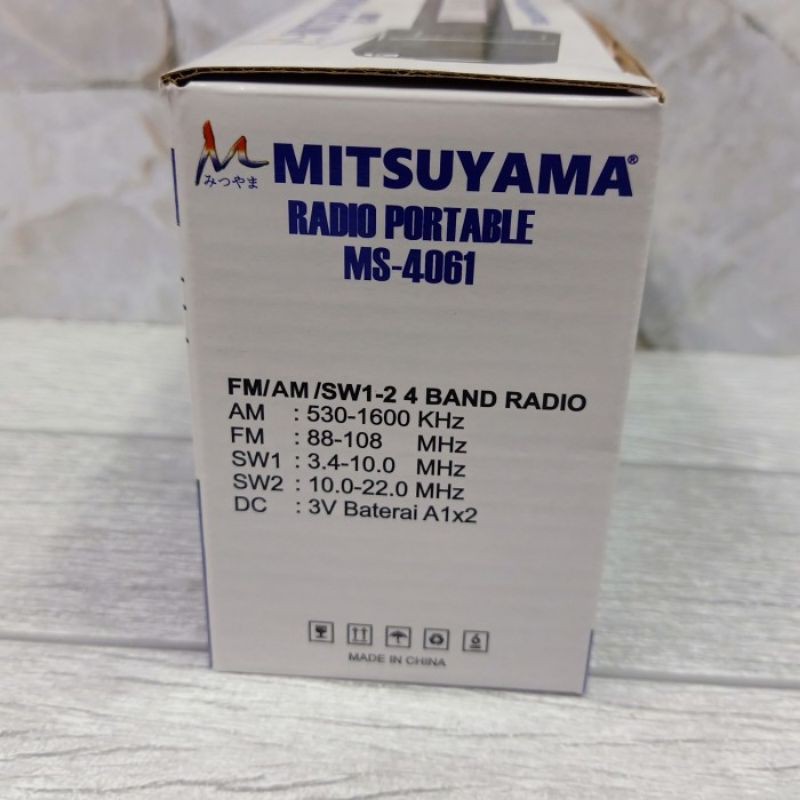 MITSUYAMA®
みつやま
RADIO PORTABLE
MS-4061
FM/AM/SW1-2 4 BAND RADIO
AM : 530-1600 KHz
FM : 88-108 MHz
SW1 : 3.4-10.0 MHz
SW2 : 10.0-22.0 MHz
DC : 3V Baterai A1x2
MADE IN CHINA